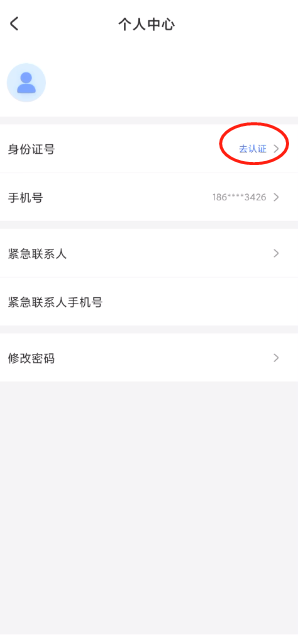 个人中心
身份证号 去认证
手机号 186****3426
紧急联系人
紧急联系人手机号
修改密码